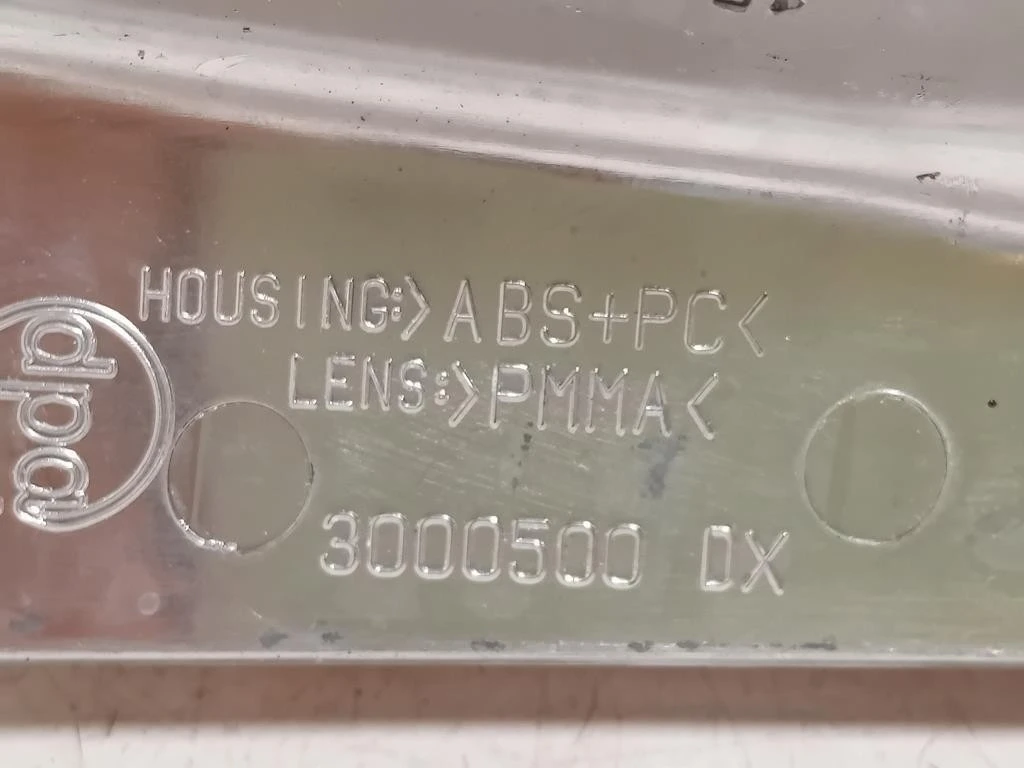 HOUSING:>ABS+PC<
LENS:>PMMA<
3000500 DX